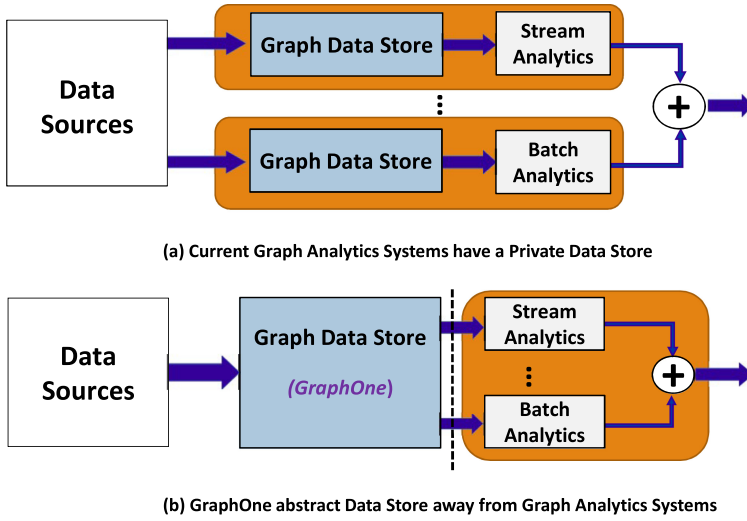 Data
Sources
Graph Data Store
Stream
Analytics
...
+
Graph Data Store
Batch
Analytics
(a) Current Graph Analytics Systems have a Private Data Store
Data
Sources
Graph Data Store
(GraphOne)
Stream
Analytics
...
+
Batch
Analytics
(b) GraphOne abstract Data Store away from Graph Analytics Systems